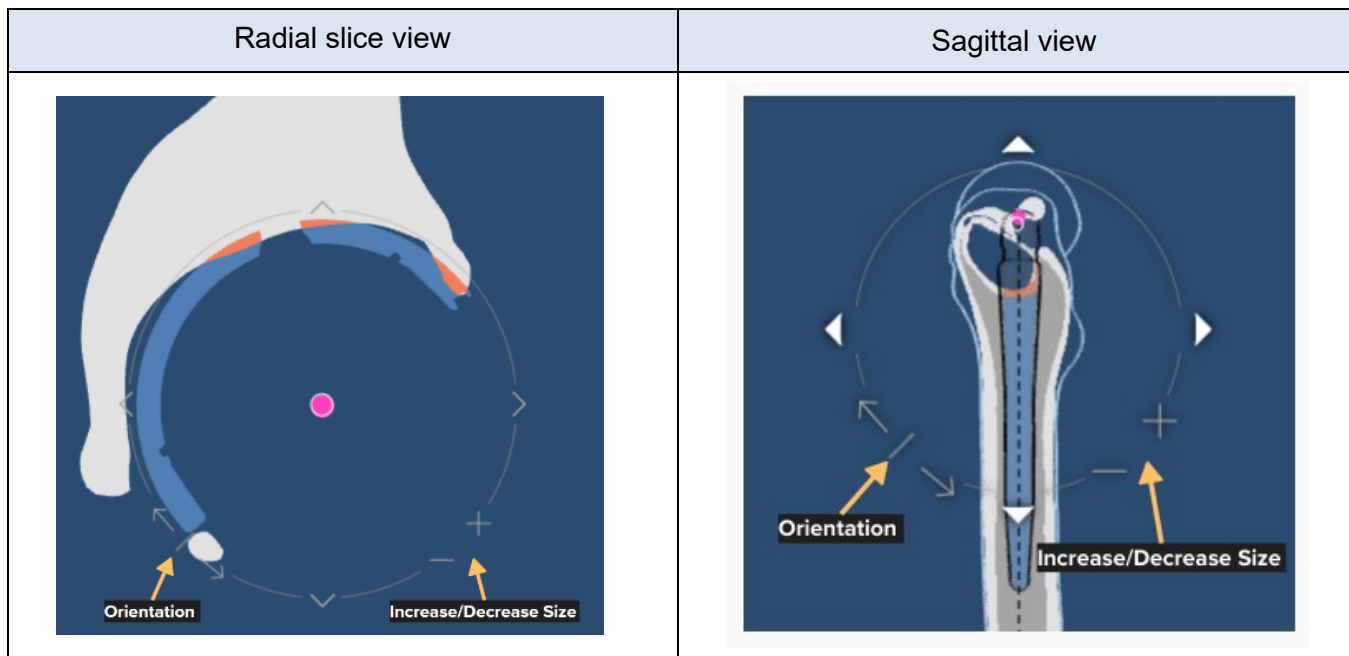 Radial slice view
Sagittal view
Orientation
Increase/Decrease Size
Orientation
Increase/Decrease Size